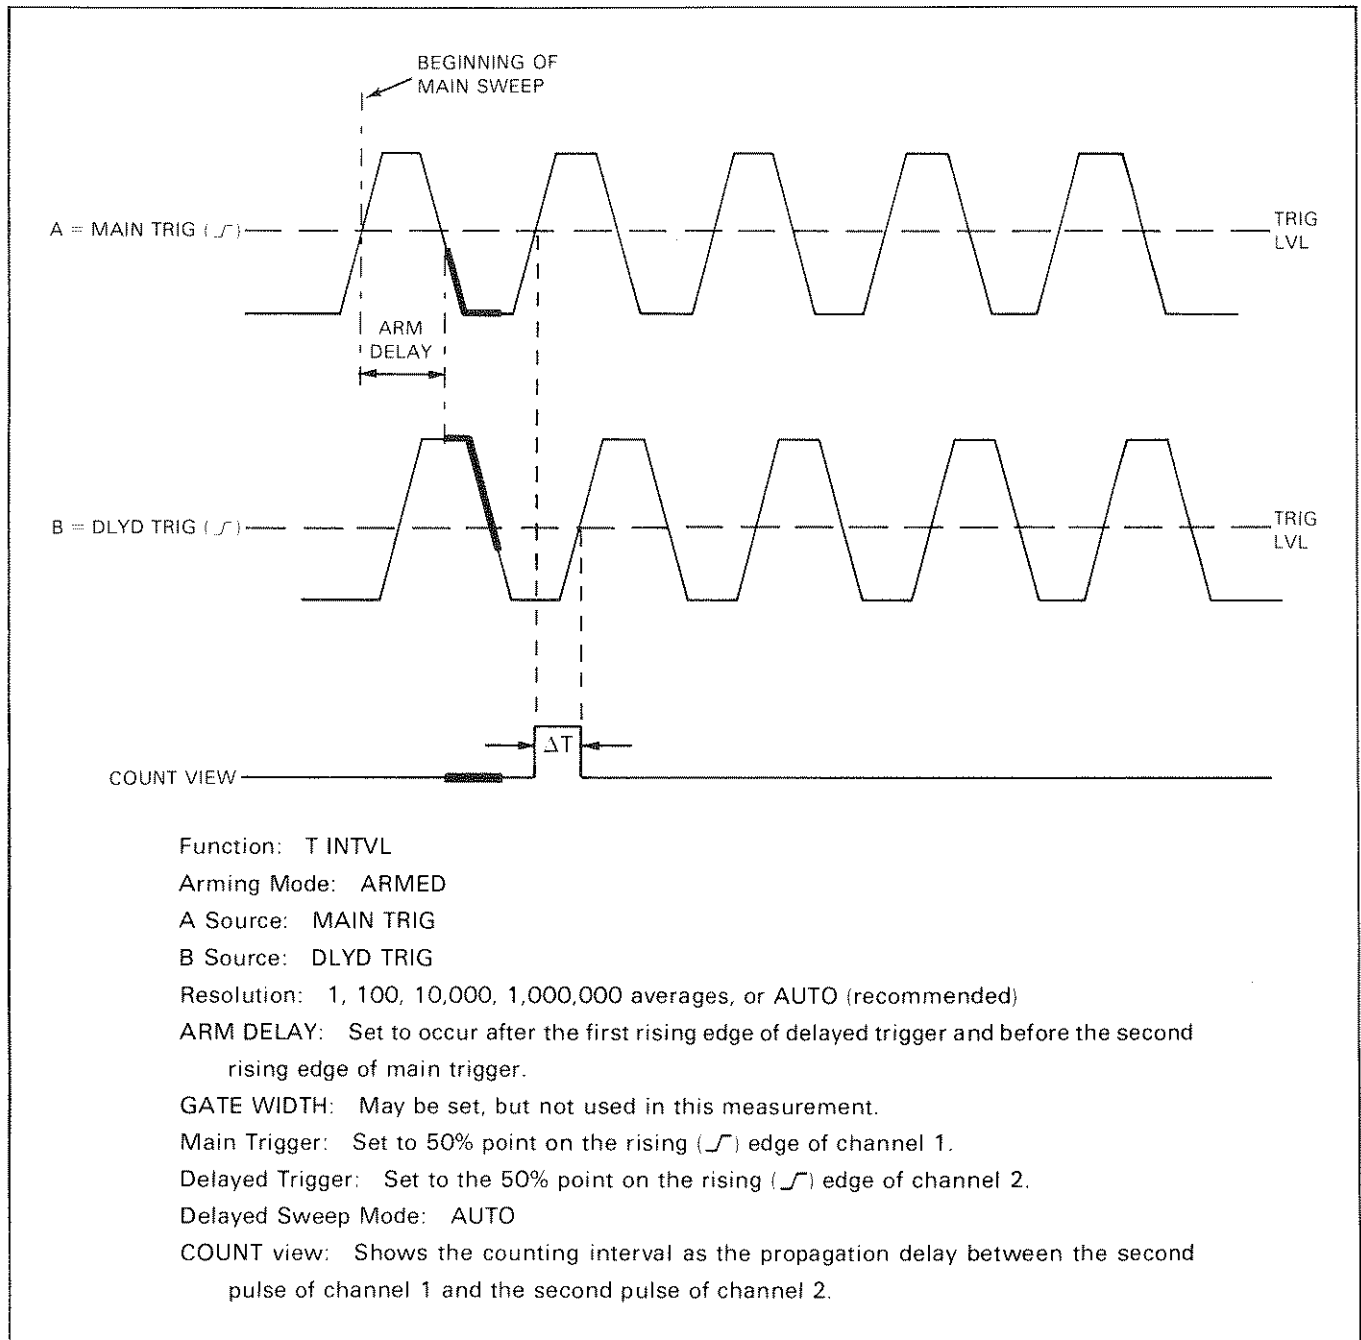 BEGINNING OF
MAIN SWEEP
A = MAIN TRIG (⎍)
TRIG
LVL
ARM
DELAY
B = DLYD TRIG (⎍)
TRIG
LVL
ΔT
COUNT VIEW
Function: T INTVL
Arming Mode: ARMED
A Source: MAIN TRIG
B Source: DLYD TRIG
Resolution: 1, 100, 10,000, 1,000,000 averages, or AUTO (recommended)
ARM DELAY: Set to occur after the first rising edge of delayed trigger and before the second
rising edge of main trigger.
GATE WIDTH: May be set, but not used in this measurement.
Main Trigger: Set to 50% point on the rising (⎍) edge of channel 1.
Delayed Trigger: Set to the 50% point on the rising (⎍) edge of channel 2.
Delayed Sweep Mode: AUTO
COUNT view: Shows the counting interval as the propagation delay between the second
pulse of channel 1 and the second pulse of channel 2.